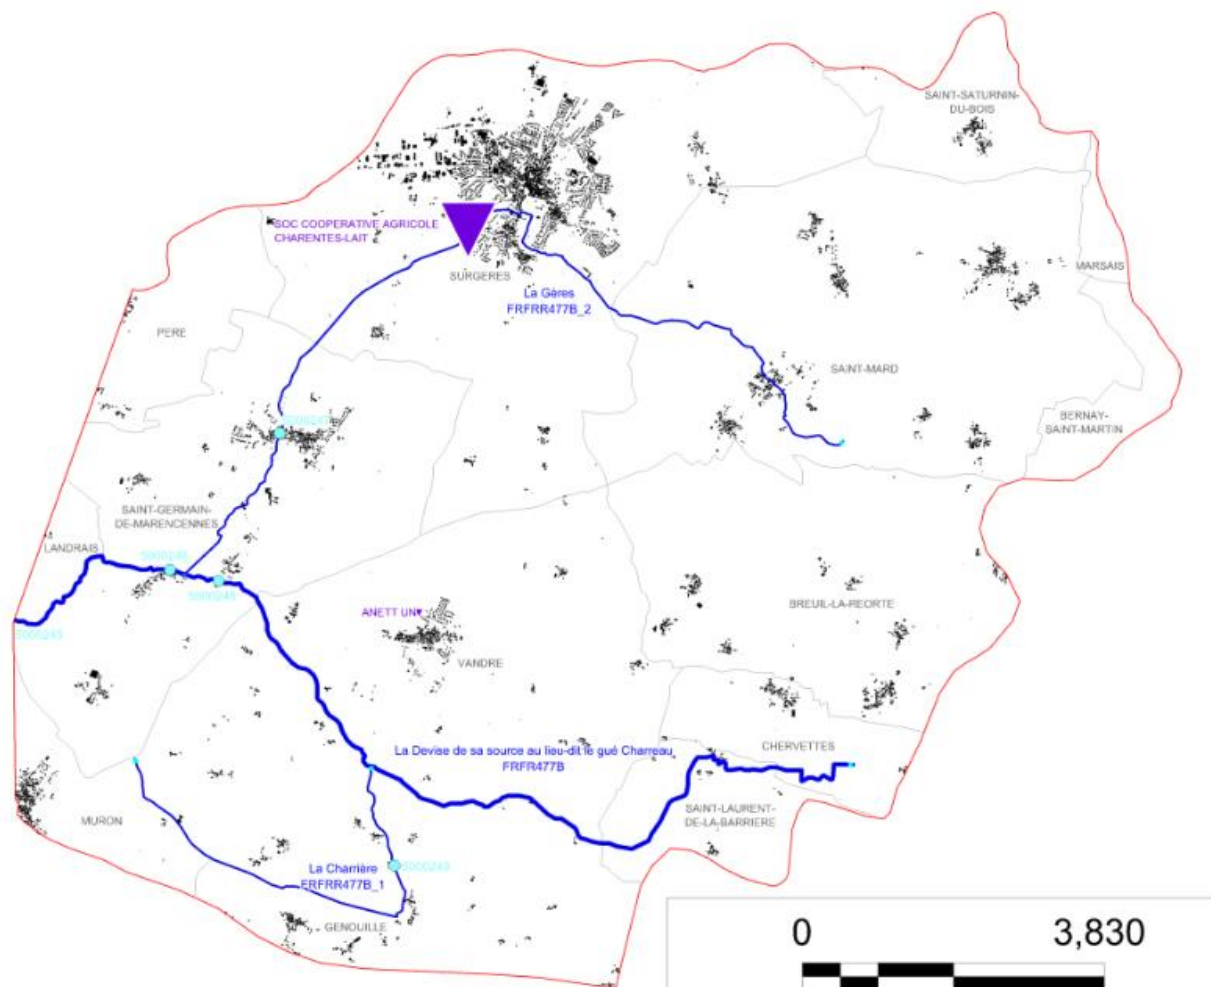 SAINT-SATURNIN-
DU-BOIS
SOC COOPERATIVE AGRICOLE
CHARENTES-LAIT
SURGERES
MARSAIS
La Gères
FRFRR477B_2
PERE
SAINT-MARD
BERNAY-
SAINT-MARTIN
SAINT-GERMAIN-
DE-MARENCENNES
LANDRAIS
5000246
BREUIL-LA-REORTE
ANETT UN
VANDRE
La Devise de sa source au lieu-dit le gué Charreau
FRFR477B
CHERVETTES
SAINT-LAURENT-
DE-LA-BARRIERE
MURON
La Charrière
FRFRR477B_1
GENOUILLE
0
3,830